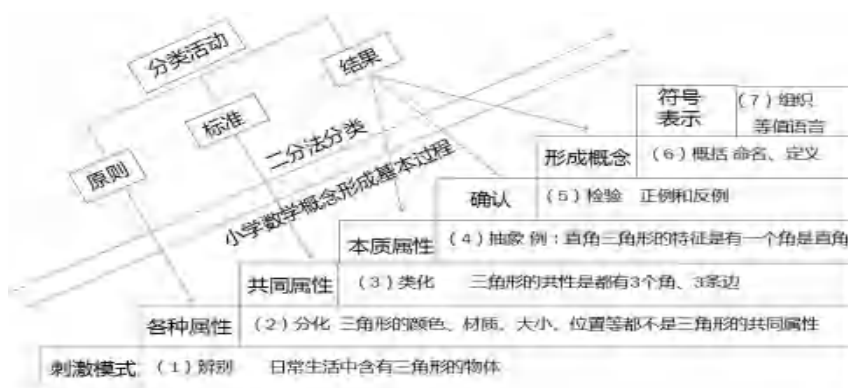 分类活动
结果
标准
原则
二分法分类
小学数学概念形成基本过程
符号
表示
（7）组织
等值语言
形成概念 （6）概括 命名、定义
确认 （5）检验 正例和反例
本质属性 （4）抽象 例：直角三角形的特征是有一个角是直角
共同属性 （3）类化 三角形的共性是都有3个角、3条边
各种属性 （2）分化 三角形的颜色、材质、大小、位置等都不是三角形的共同属性
刺激模式 （1）辨别 日常生活中含有三角形的物体